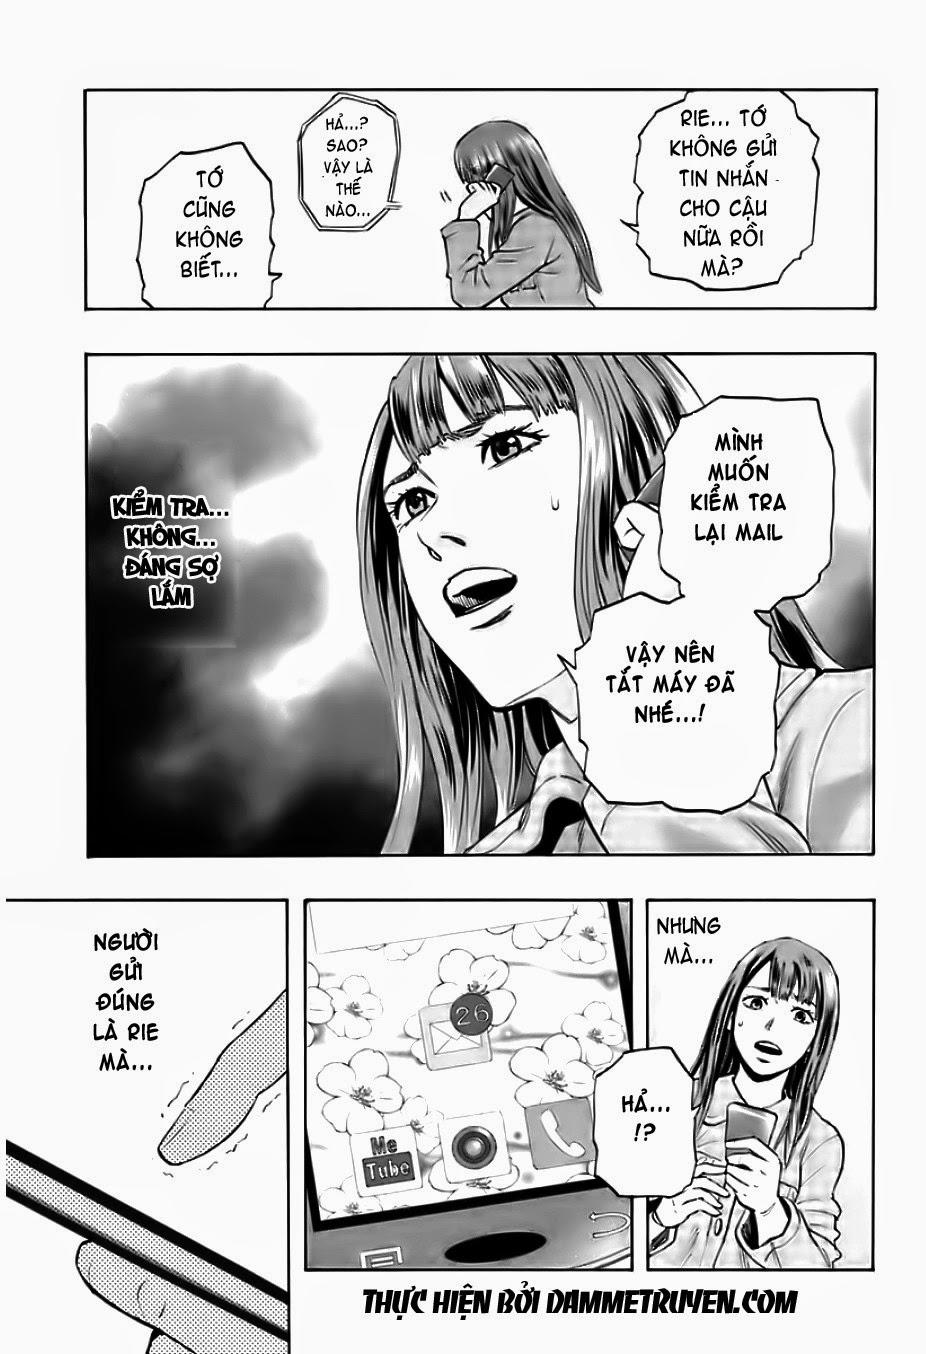 RIE... TỚ
KHÔNG GỬI
TIN NHẮN
CHO CẬU
NỮA RỒI
MÀ?
HẢ...?
SAO?
VẬY LÀ
THẾ
NÀO...
TỚ
CŨNG
KHÔNG
BIẾT...
MÌNH
MUỐN
KIỂM TRA
LẠI MAIL
VẬY NÊN
TẮT MÁY ĐÃ
NHÉ...!
KIỂM TRA...
KHÔNG...
ĐÁNG SỢ
LẮM
NHƯNG
MÀ...
HẢ...
!?
26
Me
Tube
NGƯỜI
GỬI
ĐÚNG
LÀ RIE
MÀ...
THỰC HIỆN BỞI DAMMETRUYEN.COM